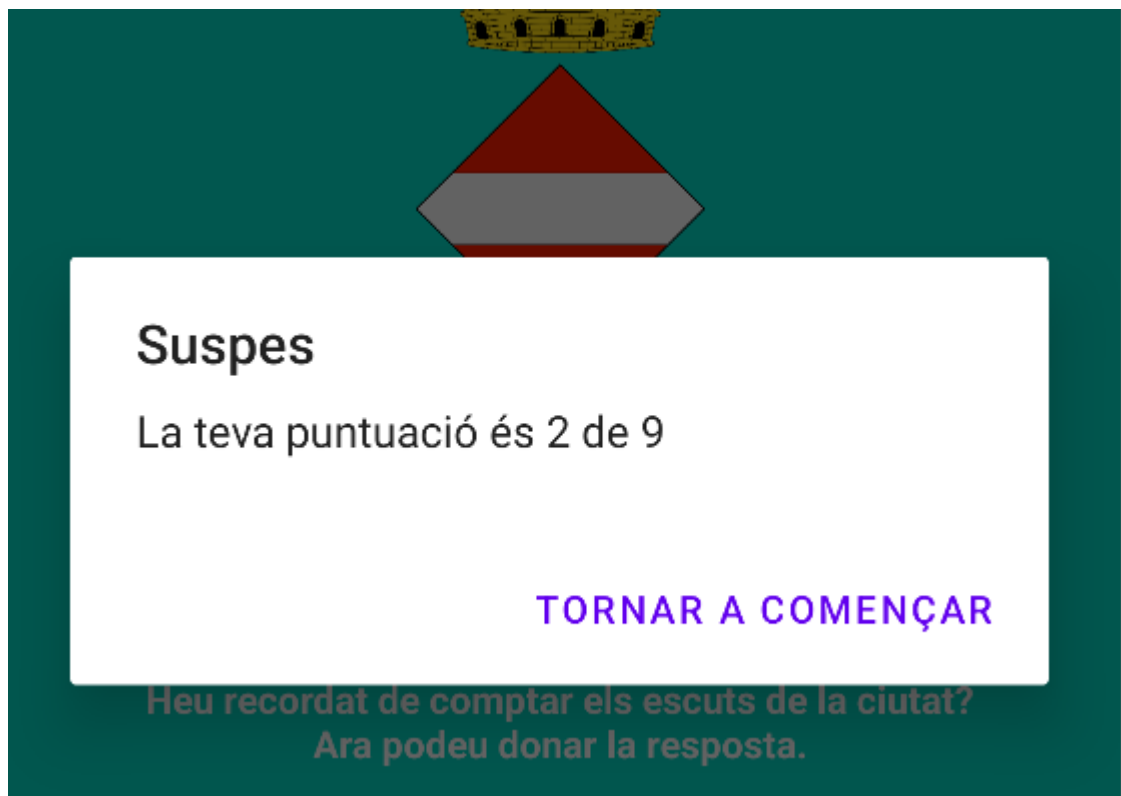 Suspes
La teva puntuació és 2 de 9
TORNAR A COMENÇAR
Heu recordat de comptar els escuts de la ciutat?
Ara podeu donar la resposta.